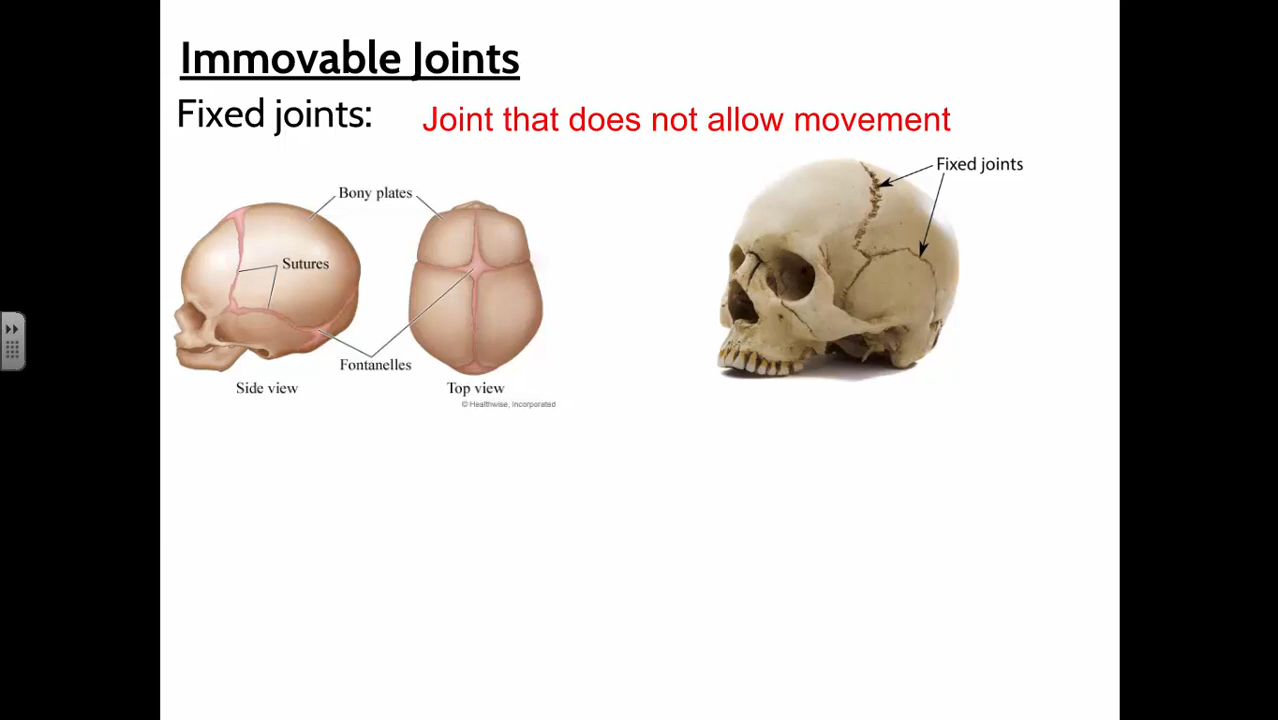 Immovable Joints
Fixed joints: Joint that does not allow movement
Bony plates
Sutures
Fontanelles
Side view
Top view
© Healthwise, Incorporated
Fixed joints